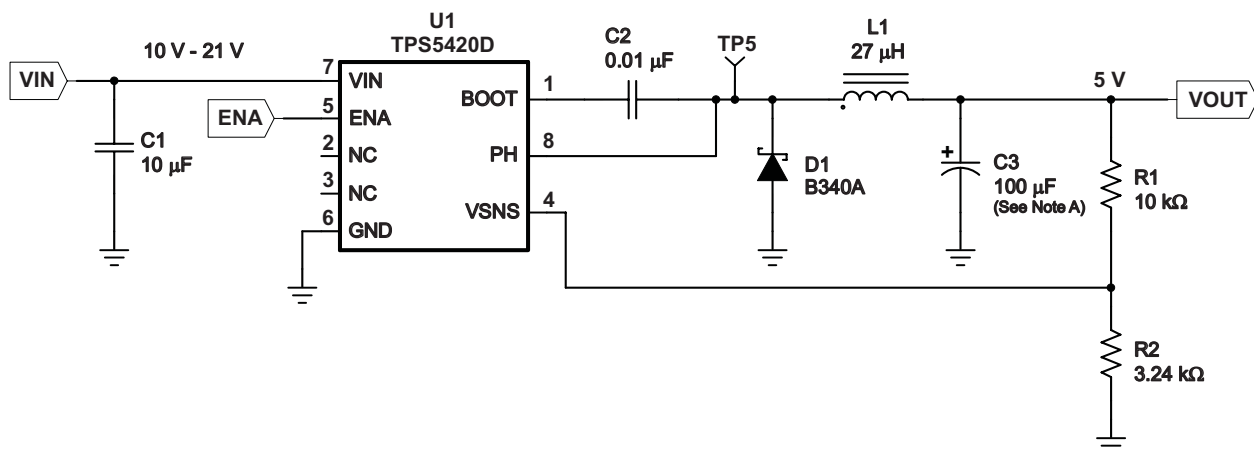 U1
TPS5420D
10 V - 21 V
VIN
ENA
C1
10 μF
7
VIN
5
ENA
2
NC
3
NC
6
GND
BOOT
1
PH
8
VSNS
4
C2
0.01 μF
TP5
L1
27 μH
D1
B340A
C3
100 μF
(See Note A)
+
5 V
VOUT
R1
10 kΩ
R2
3.24 kΩ